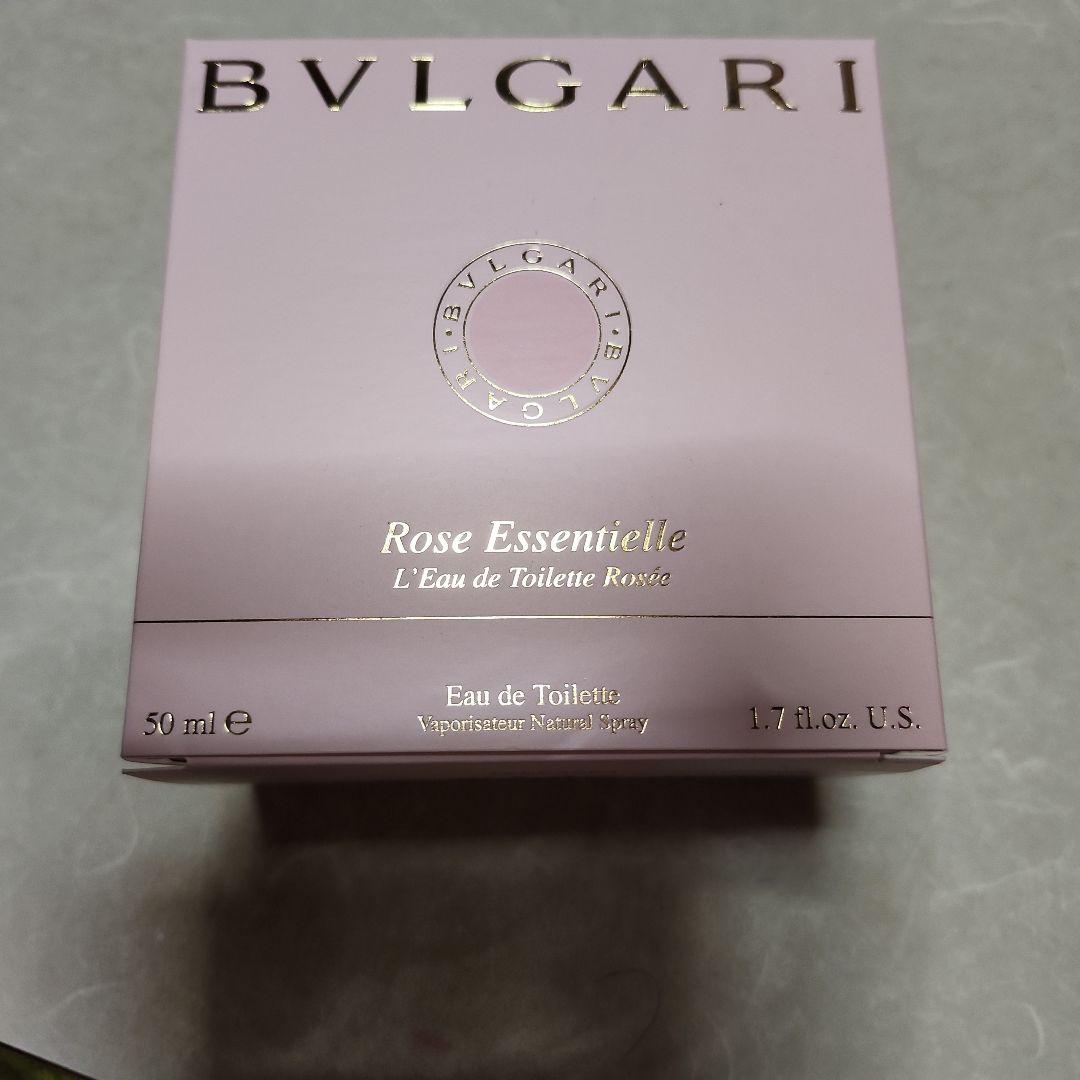 BVLGARI
BVLGARI · BVLGARI ·
Rose Essentielle
L'Eau de Toilette Rosée
Eau de Toilette
50 ml ℮ Vaporisateur Natural Spray 1.7 fl.oz. U.S.